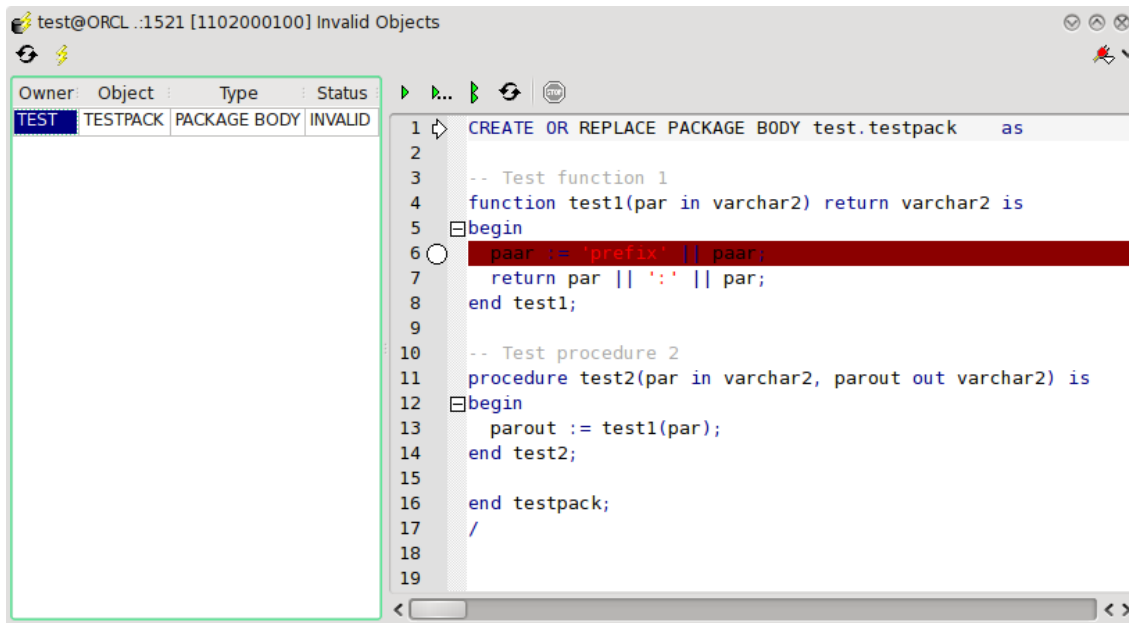 test@ORCL .:1521 [1102000100] Invalid Objects
Owner Object Type Status
TEST TESTPACK PACKAGE BODY INVALID
1 CREATE OR REPLACE PACKAGE BODY test.testpack    as
2
3 -- Test function 1
4 function test1(par in varchar2) return varchar2 is
5 begin
6   paar := 'prefix' || paar;
7   return par || ':' || par;
8 end test1;
9
10 -- Test procedure 2
11 procedure test2(par in varchar2, parout out varchar2) is
12 begin
13   parout := test1(par);
14 end test2;
15
16 end testpack;
17 /
18
19